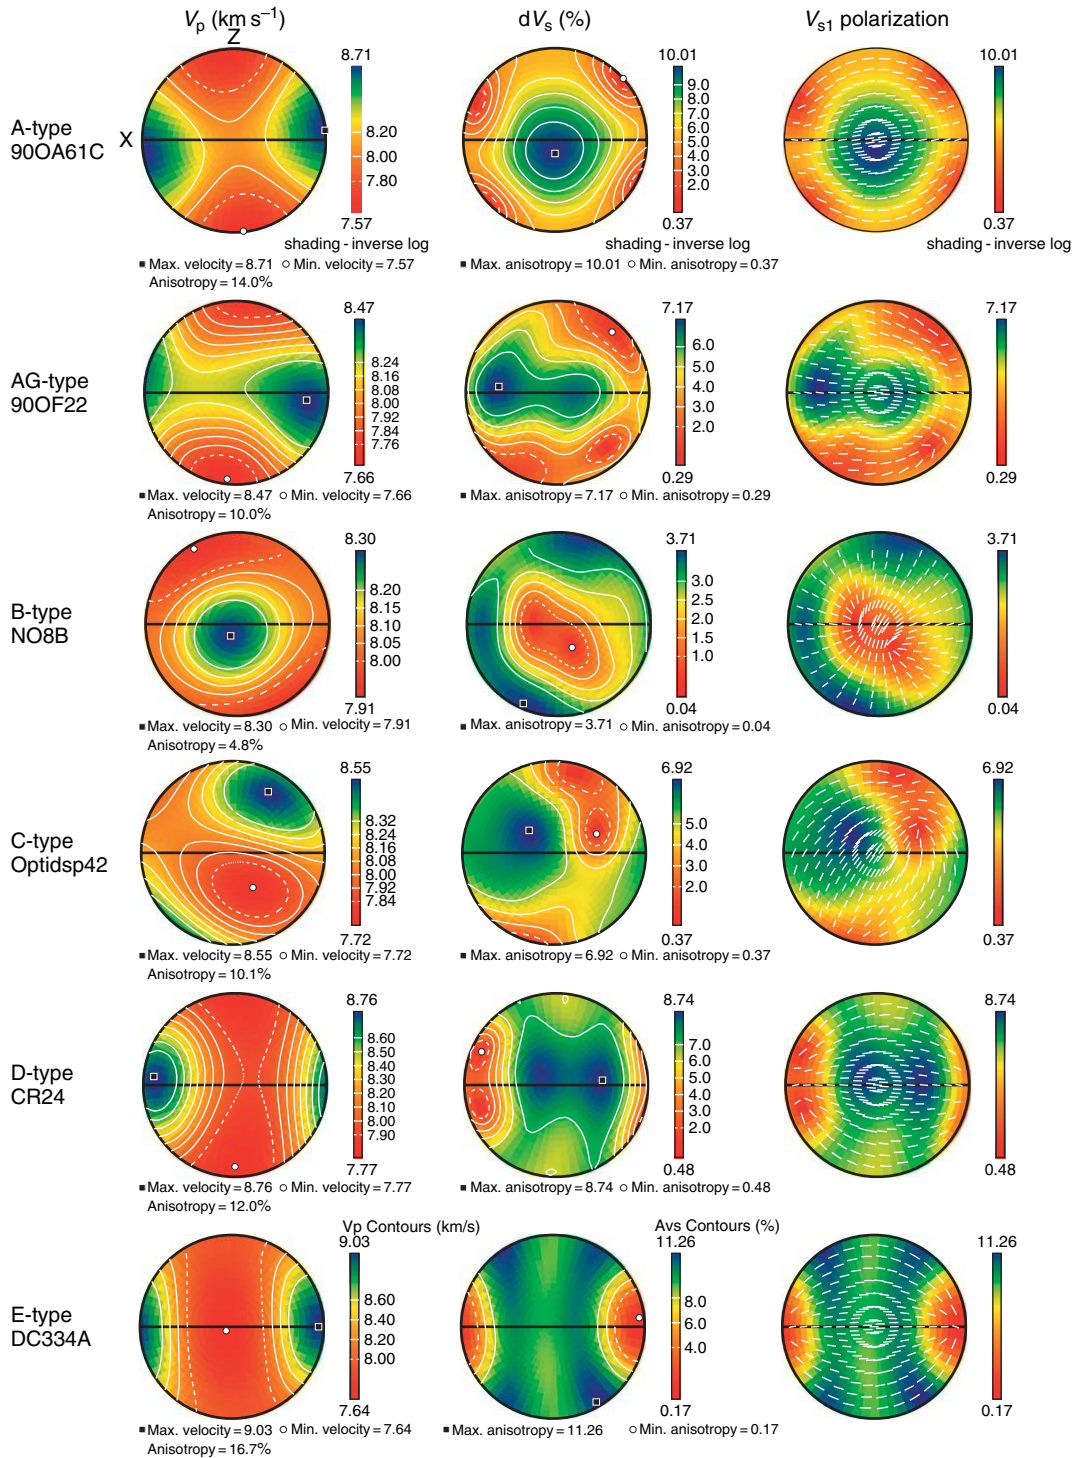 Vp (km s−1)
dVs (%)
Vs1 polarization
Z
8.71
10.01
10.01
A-type
90OA61C
X
8.20
8.00
7.80
9.0
8.0
7.0
6.0
5.0
4.0
3.0
2.0
7.57
0.37
0.37
shading - inverse log
shading - inverse log
shading - inverse log
Max. velocity = 8.71 Min. velocity = 7.57
Anisotropy = 14.0%
Max. anisotropy = 10.01 Min. anisotropy = 0.37
8.47
7.17
7.17
AG-type
90OF22
8.24
8.16
8.08
8.00
7.92
7.84
7.76
6.0
5.0
4.0
3.0
2.0
7.66
0.29
0.29
Max. velocity = 8.47 Min. velocity = 7.66
Anisotropy = 10.0%
Max. anisotropy = 7.17 Min. anisotropy = 0.29
8.30
3.71
3.71
B-type
NO8B
8.20
8.10
8.05
8.00
3.0
2.5
2.0
1.5
1.0
7.91
0.04
0.04
Max. velocity = 8.30 Min. velocity = 7.91
Anisotropy = 4.8%
Max. anisotropy = 3.71 Min. anisotropy = 0.04
8.55
6.92
6.92
C-type
Optidsp42
8.32
8.24
8.16
8.08
8.00
7.92
7.84
5.0
4.0
3.0
2.0
7.72
0.37
0.37
Max. velocity = 8.55 Min. velocity = 7.72
Anisotropy = 10.1%
Max. anisotropy = 6.92 Min. anisotropy = 0.37
8.76
8.74
8.74
D-type
CR24
8.60
8.50
8.40
8.30
8.20
8.10
8.00
7.90
7.0
6.0
5.0
4.0
3.0
2.0
7.77
0.48
0.48
Max. velocity = 8.76 Min. velocity = 7.77
Anisotropy = 12.0%
Max. anisotropy = 8.74 Min. anisotropy = 0.48
Vp Contours (km/s)
Avs Contours (%)
9.03
11.26
11.26
E-type
DC334A
8.60
8.40
8.20
8.00
8.0
6.0
4.0
7.64
0.17
0.17
Max. velocity = 9.03 Min. velocity = 7.64
Anisotropy = 16.7%
Max. anisotropy = 11.26 Min. anisotropy = 0.17